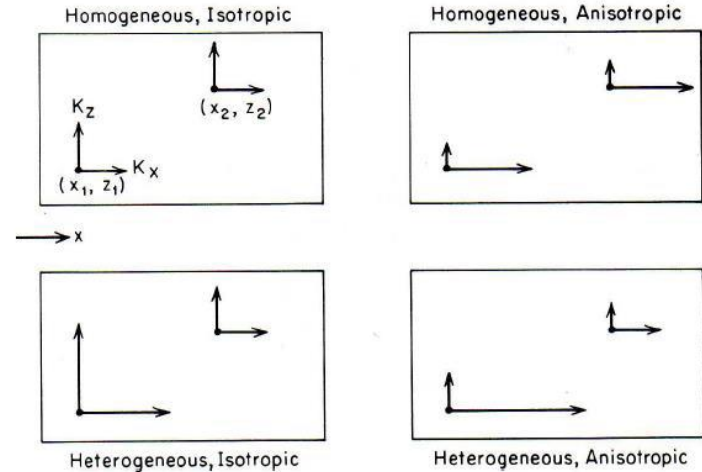 Homogeneous, Isotropic
Homogeneous, Anisotropic
(x2, z2)
Kz
Kx
(x1, z1)
x
Heterogeneous, Isotropic
Heterogeneous, Anisotropic